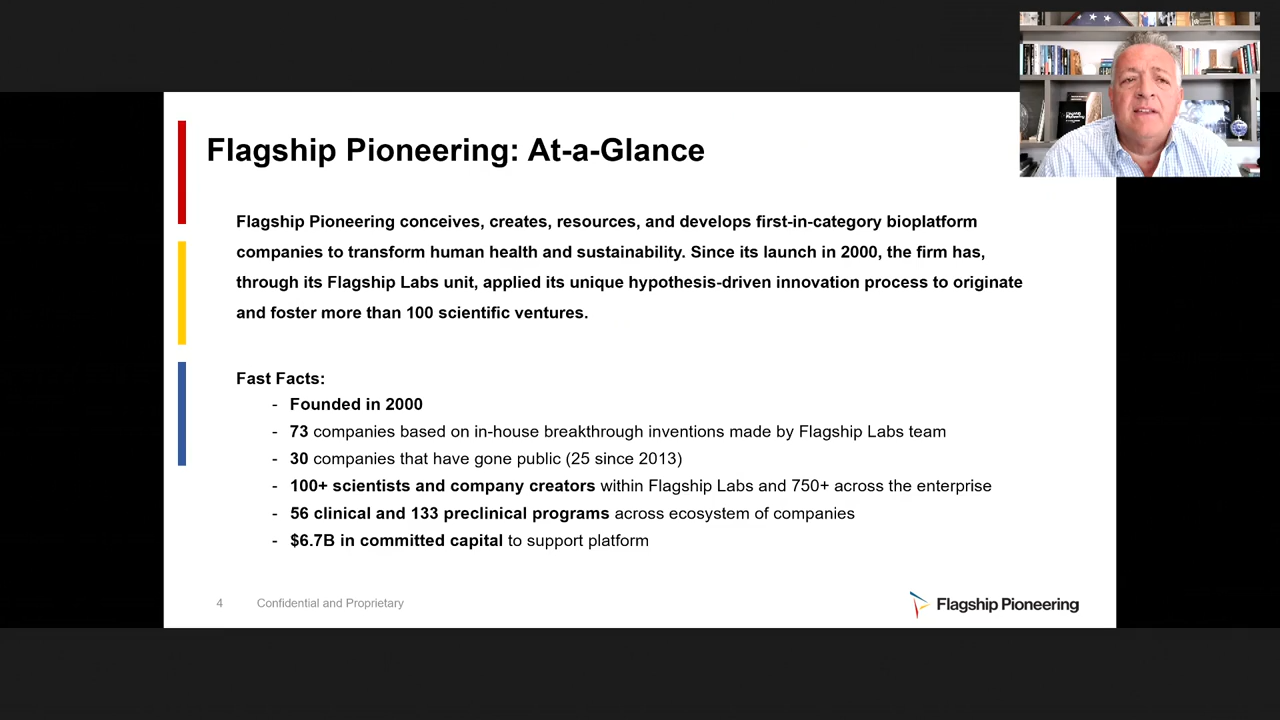 Flagship Pioneering: At-a-Glance
Flagship Pioneering conceives, creates, resources, and develops first-in-category bioplatform
companies to transform human health and sustainability. Since its launch in 2000, the firm has,
through its Flagship Labs unit, applied its unique hypothesis-driven innovation process to originate
and foster more than 100 scientific ventures.
Fast Facts:
- Founded in 2000
- 73 companies based on in-house breakthrough inventions made by Flagship Labs team
- 30 companies that have gone public (25 since 2013)
- 100+ scientists and company creators within Flagship Labs and 750+ across the enterprise
- 56 clinical and 133 preclinical programs across ecosystem of companies
- $6.7B in committed capital to support platform
4 Confidential and Proprietary
Flagship Pioneering